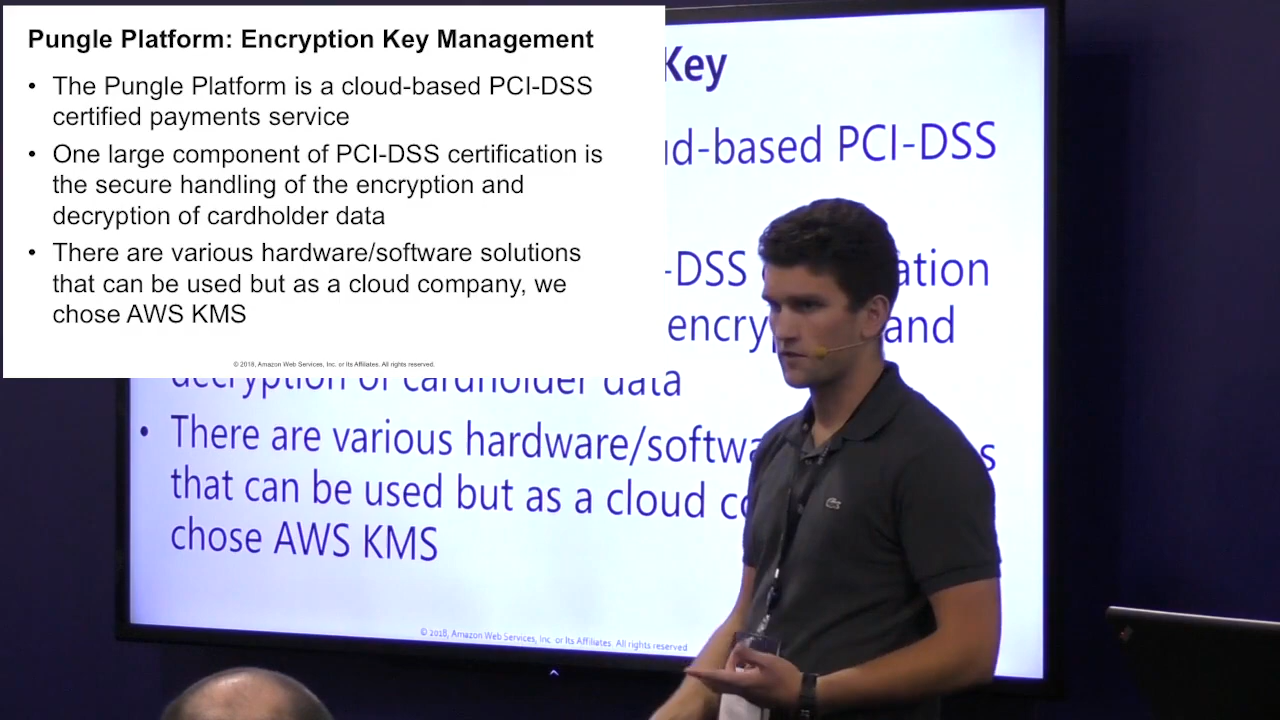 Pungle Platform: Encryption Key Management
• The Pungle Platform is a cloud-based PCI-DSS
certified payments service
• One large component of PCI-DSS certification is
the secure handling of the encryption and
decryption of cardholder data
• There are various hardware/software solutions
that can be used but as a cloud company, we
chose AWS KMS
© 2018, Amazon Web Services, Inc. or Its Affiliates. All rights reserved.
Key
ud-based PCI-DSS
-DSS
ation
and
decryption of cardholder data
• There are various hardware/softwa
s
that can be used but as a cloud co
chose AWS KMS
© 2018, Amazon Web Services, Inc. or Its Affiliates. All rights reserved